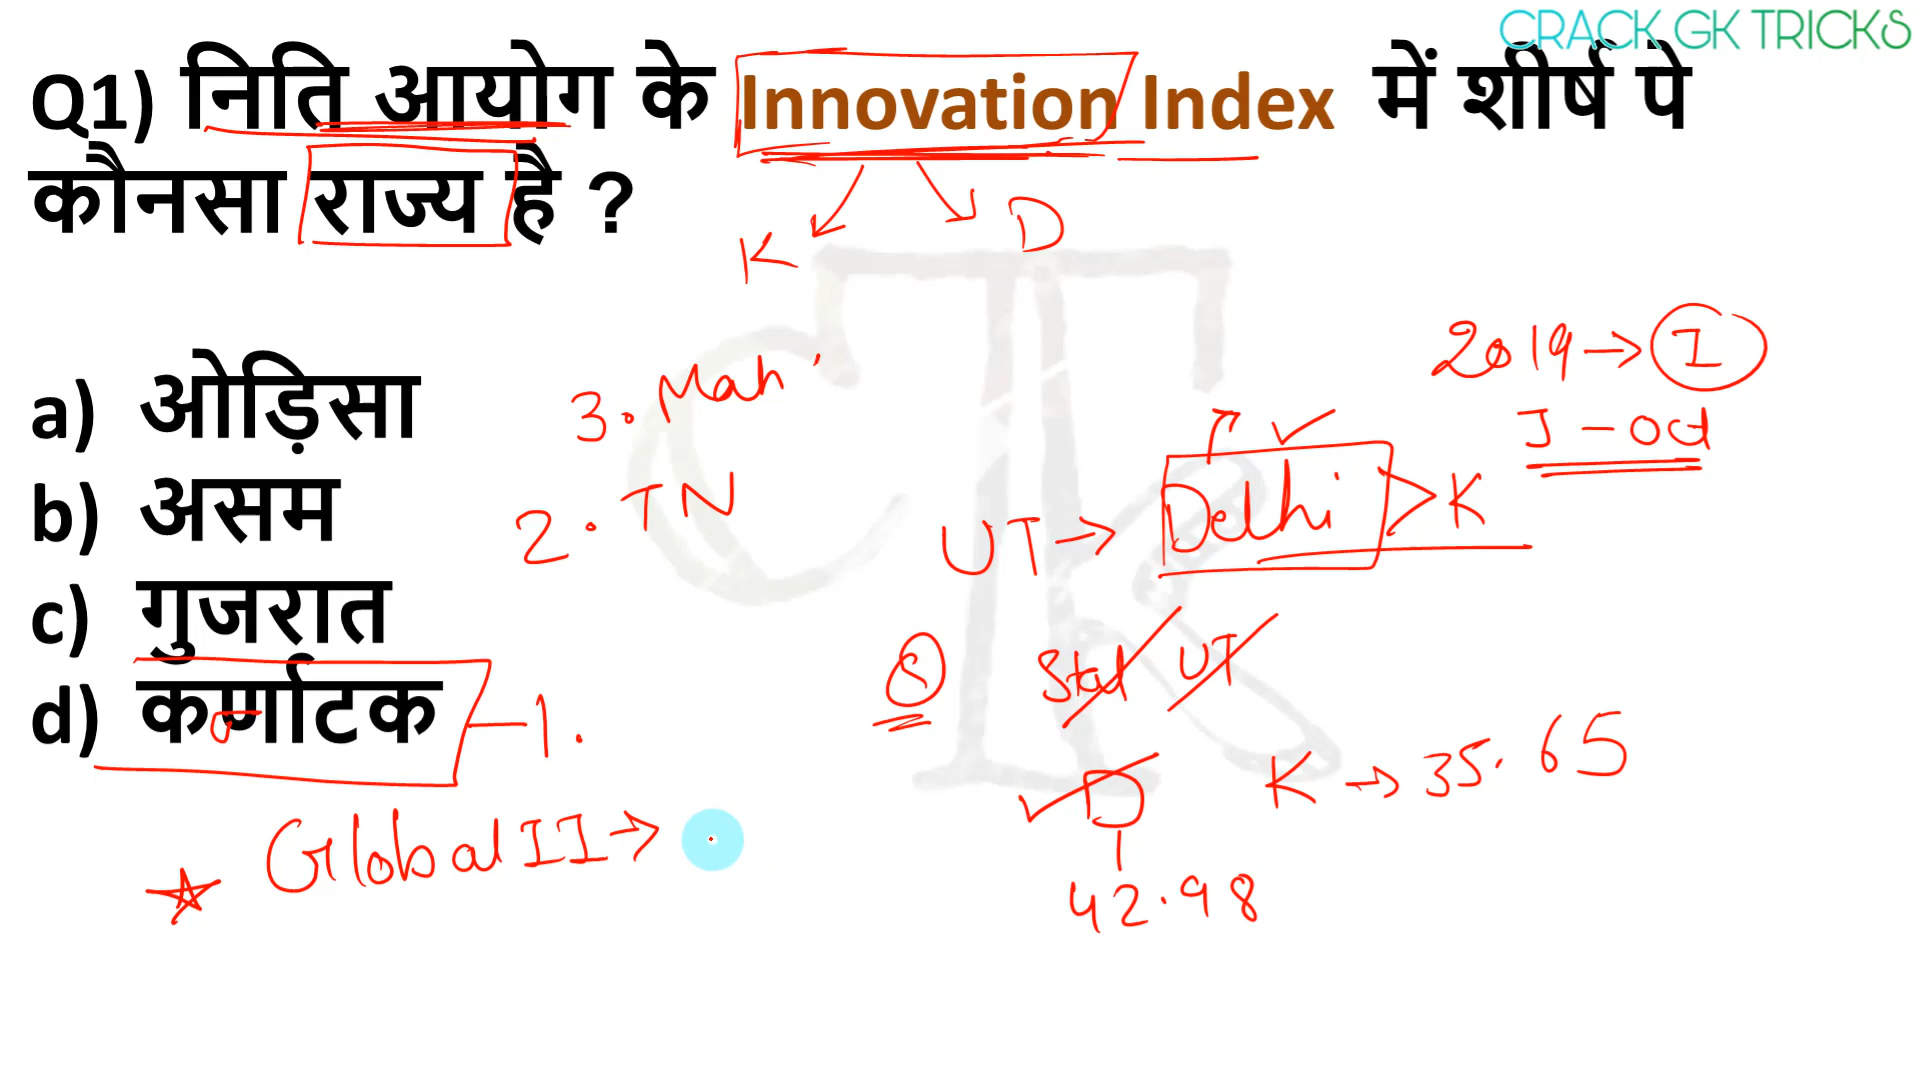 CRACK GK TRICKS
Q1) निति आयोग के Innovation Index में शीर्ष पे
कौनसा राज्य है ?
K D
2019 → I
J - Oct
a) ओड़िसा
3. Mah
b) असम
2. TN
UT → Delhi > K
c) गुजरात
S Stat UT
d) कर्णाटक - 1.
D K → 35.65
42.98
Global II →